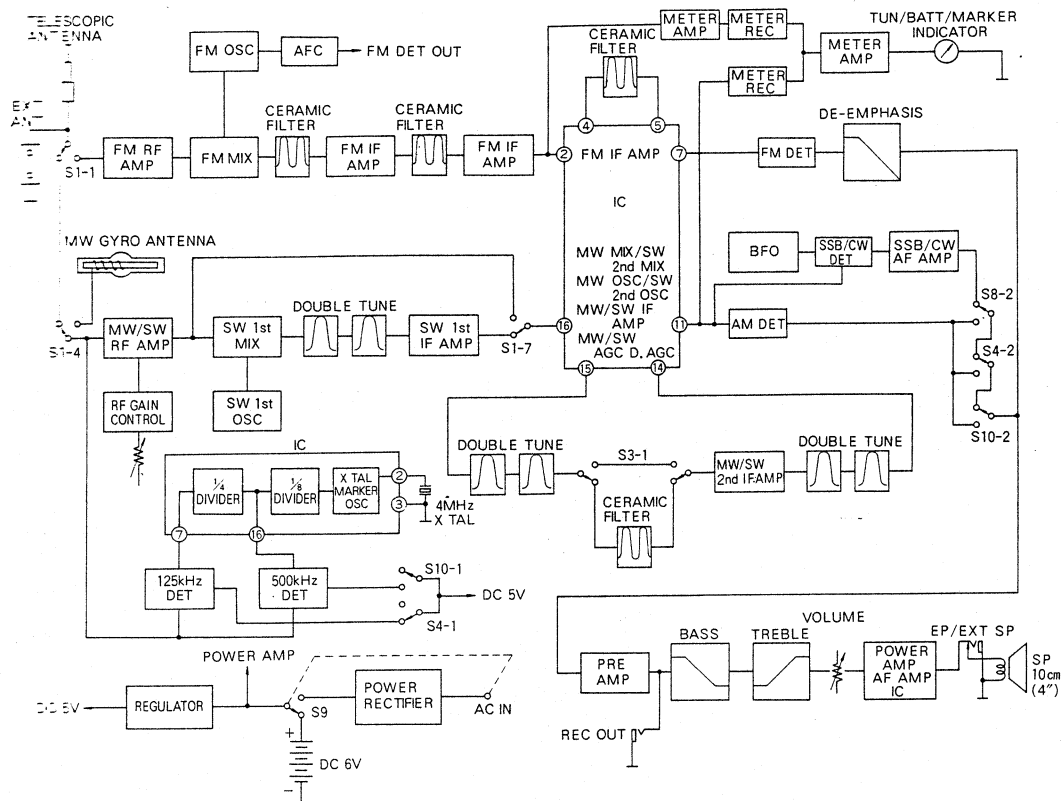 TELESCOPIC
ANTENNA
EXT
ANT
S1-1
FM OSC
AFC
FM DET OUT
FM RF
AMP
FM MIX
CERAMIC
FILTER
FM IF
AMP
CERAMIC
FILTER
FM IF
AMP
CERAMIC
FILTER
METER
AMP
METER
REC
METER
REC
METER
AMP
TUN/BATT/MARKER
INDICATOR
4
5
2
FM IF AMP
7
IC
MW MIX/SW
2nd MIX
MW OSC/SW
2nd OSC
MW/SW IF
AMP
MW/SW
AGC D. AGC
16
11
15
14
FM DET
DE-EMPHASIS
BFO
SSB/CW
DET
SSB/CW
AF AMP
AM DET
S8-2
S4-2
S10-2
MW GYRO ANTENNA
S1-4
MW/SW
RF AMP
SW 1st
MIX
DOUBLE TUNE
SW 1st
IF AMP
S1-7
RF GAIN
CONTROL
SW 1st
OSC
IC
1/4
DIVIDER
1/8
DIVIDER
X TAL
MARKER
OSC
2
3
4MHz
X TAL
7
16
125kHz
DET
500kHz
DET
S10-1
S4-1
DC 5V
DOUBLE TUNE
S3-1
CERAMIC
FILTER
MW/SW
2nd IF.AMP
DOUBLE TUNE
POWER AMP
DC 5V
REGULATOR
S9
POWER
RECTIFIER
AC IN
+
DC 6V
-
PRE
AMP
REC OUT
BASS
TREBLE
VOLUME
POWER
AMP
AF AMP
IC
EP/EXT SP
SP
10cm
(4″)